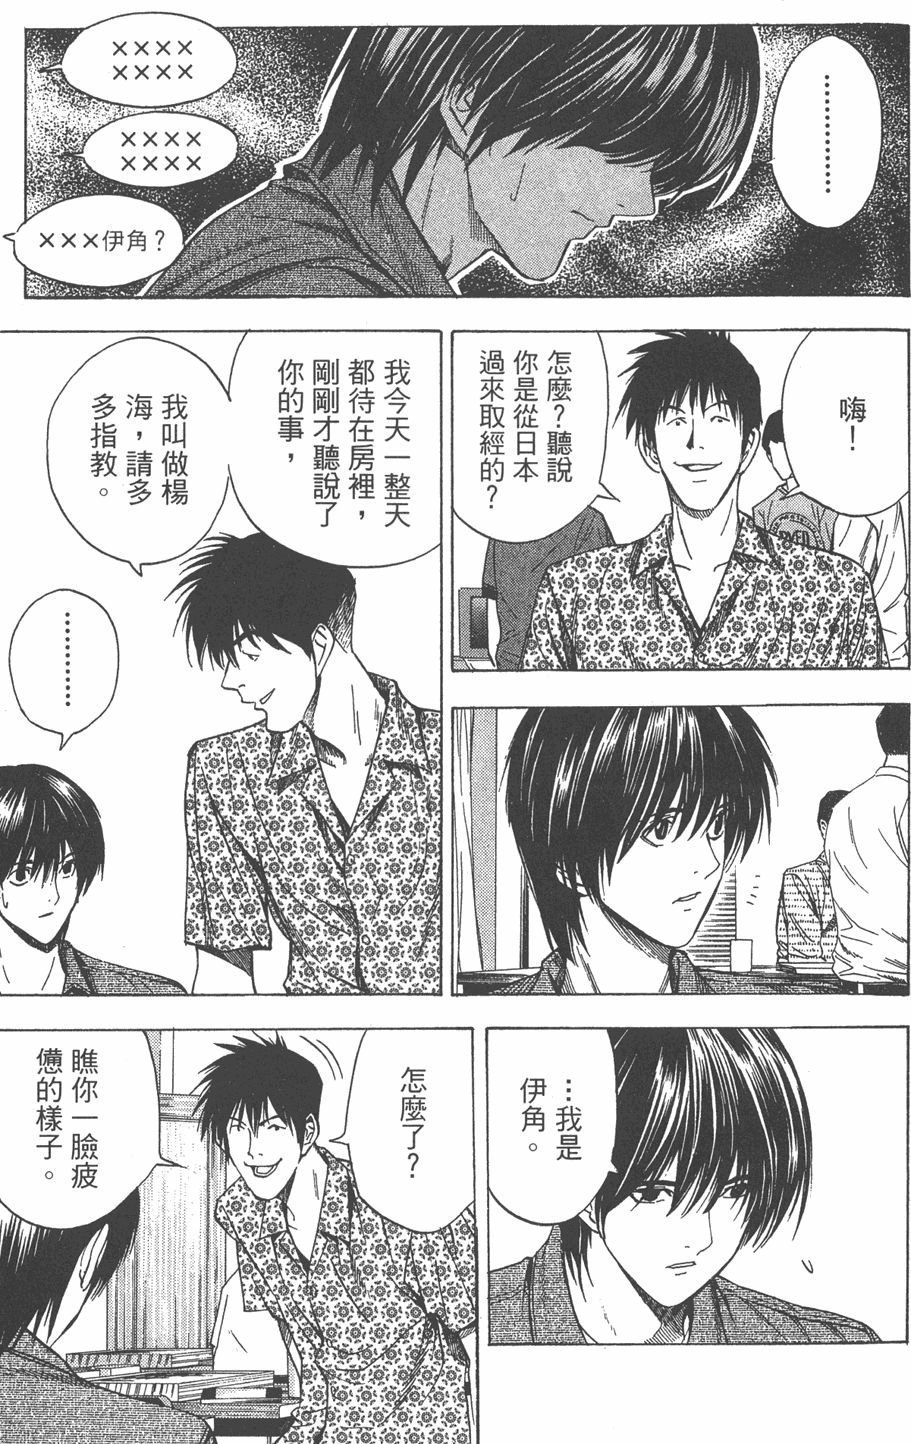 …………
××××
××××
××××
××××
×××伊角？
嗨！
怎麼？聽說
你是從日本
過來取經的？
我今天一整天
都待在房裡，
剛剛才聽說了
你的事，
我叫做楊
海，請多
多指教。
………
…我是
伊角。
怎麼了？
瞧你一臉疲
憊的樣子。